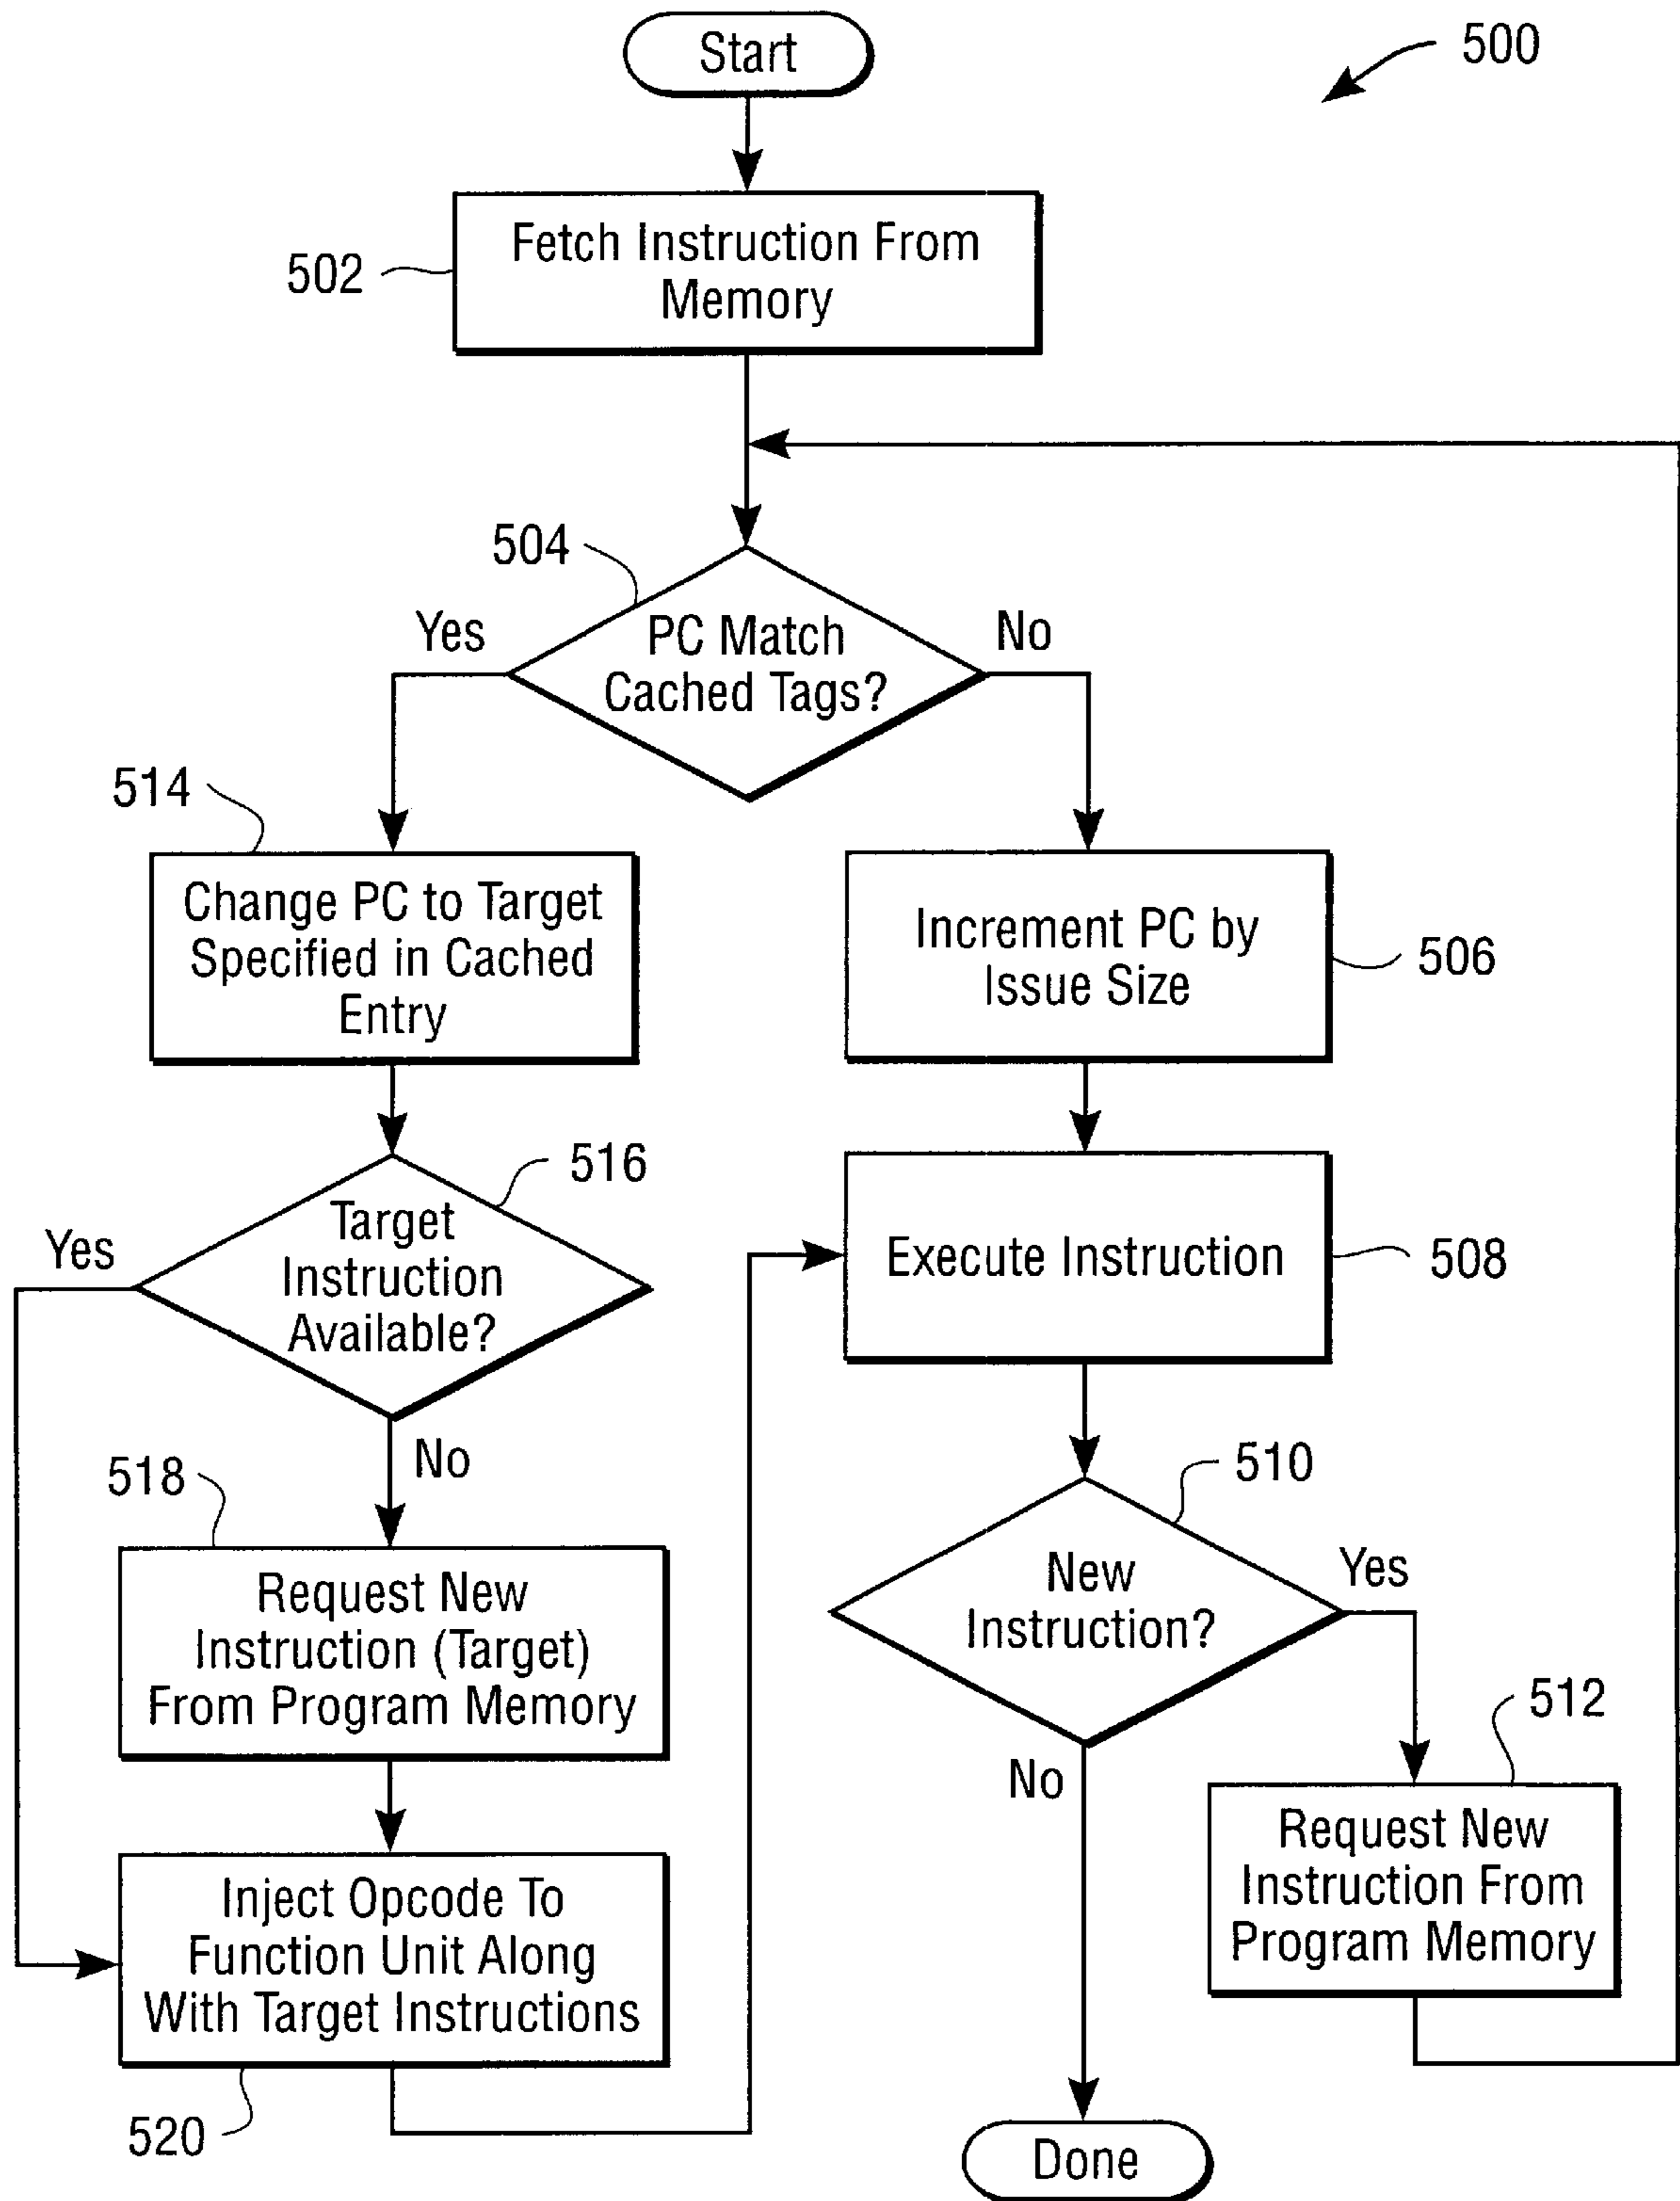 Start
500
Fetch Instruction From
Memory
502
504
PC Match
Cached Tags?
Yes
No
514
Change PC to Target
Specified in Cached
Entry
Increment PC by
Issue Size
506
516
Target
Instruction
Available?
Yes
No
Execute Instruction
508
518
Request New
Instruction (Target)
From Program Memory
510
New
Instruction?
Yes
No
512
Request New
Instruction From
Program Memory
Inject Opcode To
Function Unit Along
With Target Instructions
520
Done